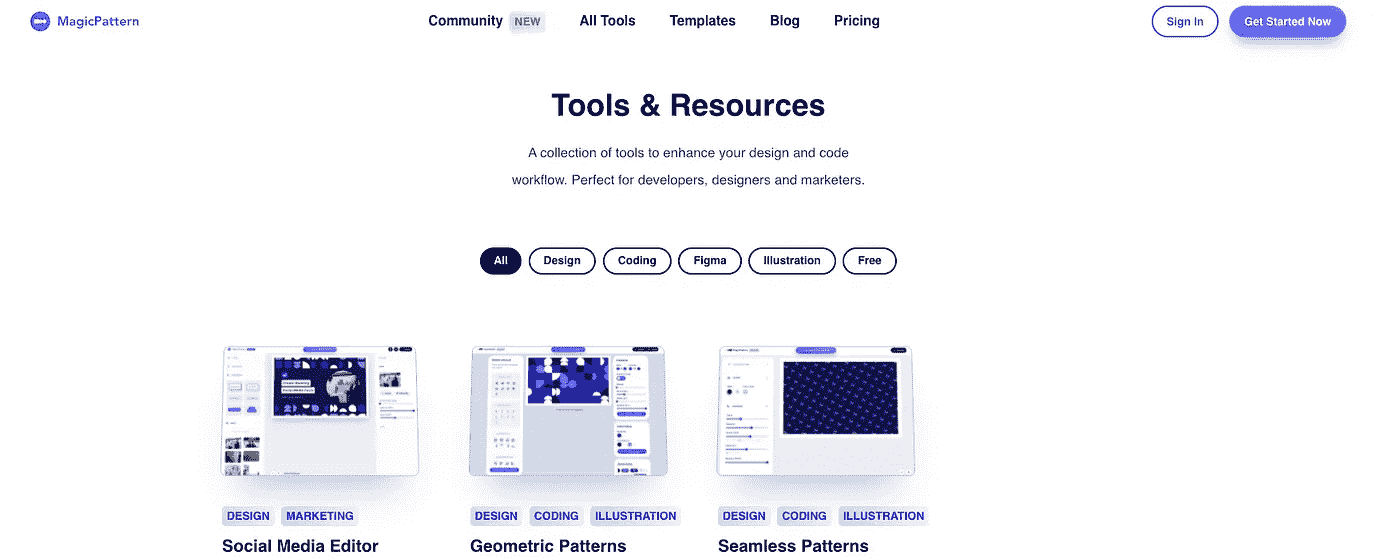 MagicPattern
Community NEW All Tools Templates Blog Pricing
Sign In Get Started Now
Tools & Resources
A collection of tools to enhance your design and code
workflow. Perfect for developers, designers and marketers.
All Design Coding Figma Illustration Free
DESIGN MARKETING
DESIGN CODING ILLUSTRATION
DESIGN CODING ILLUSTRATION
Social Media Editor
Geometric Patterns
Seamless Patterns